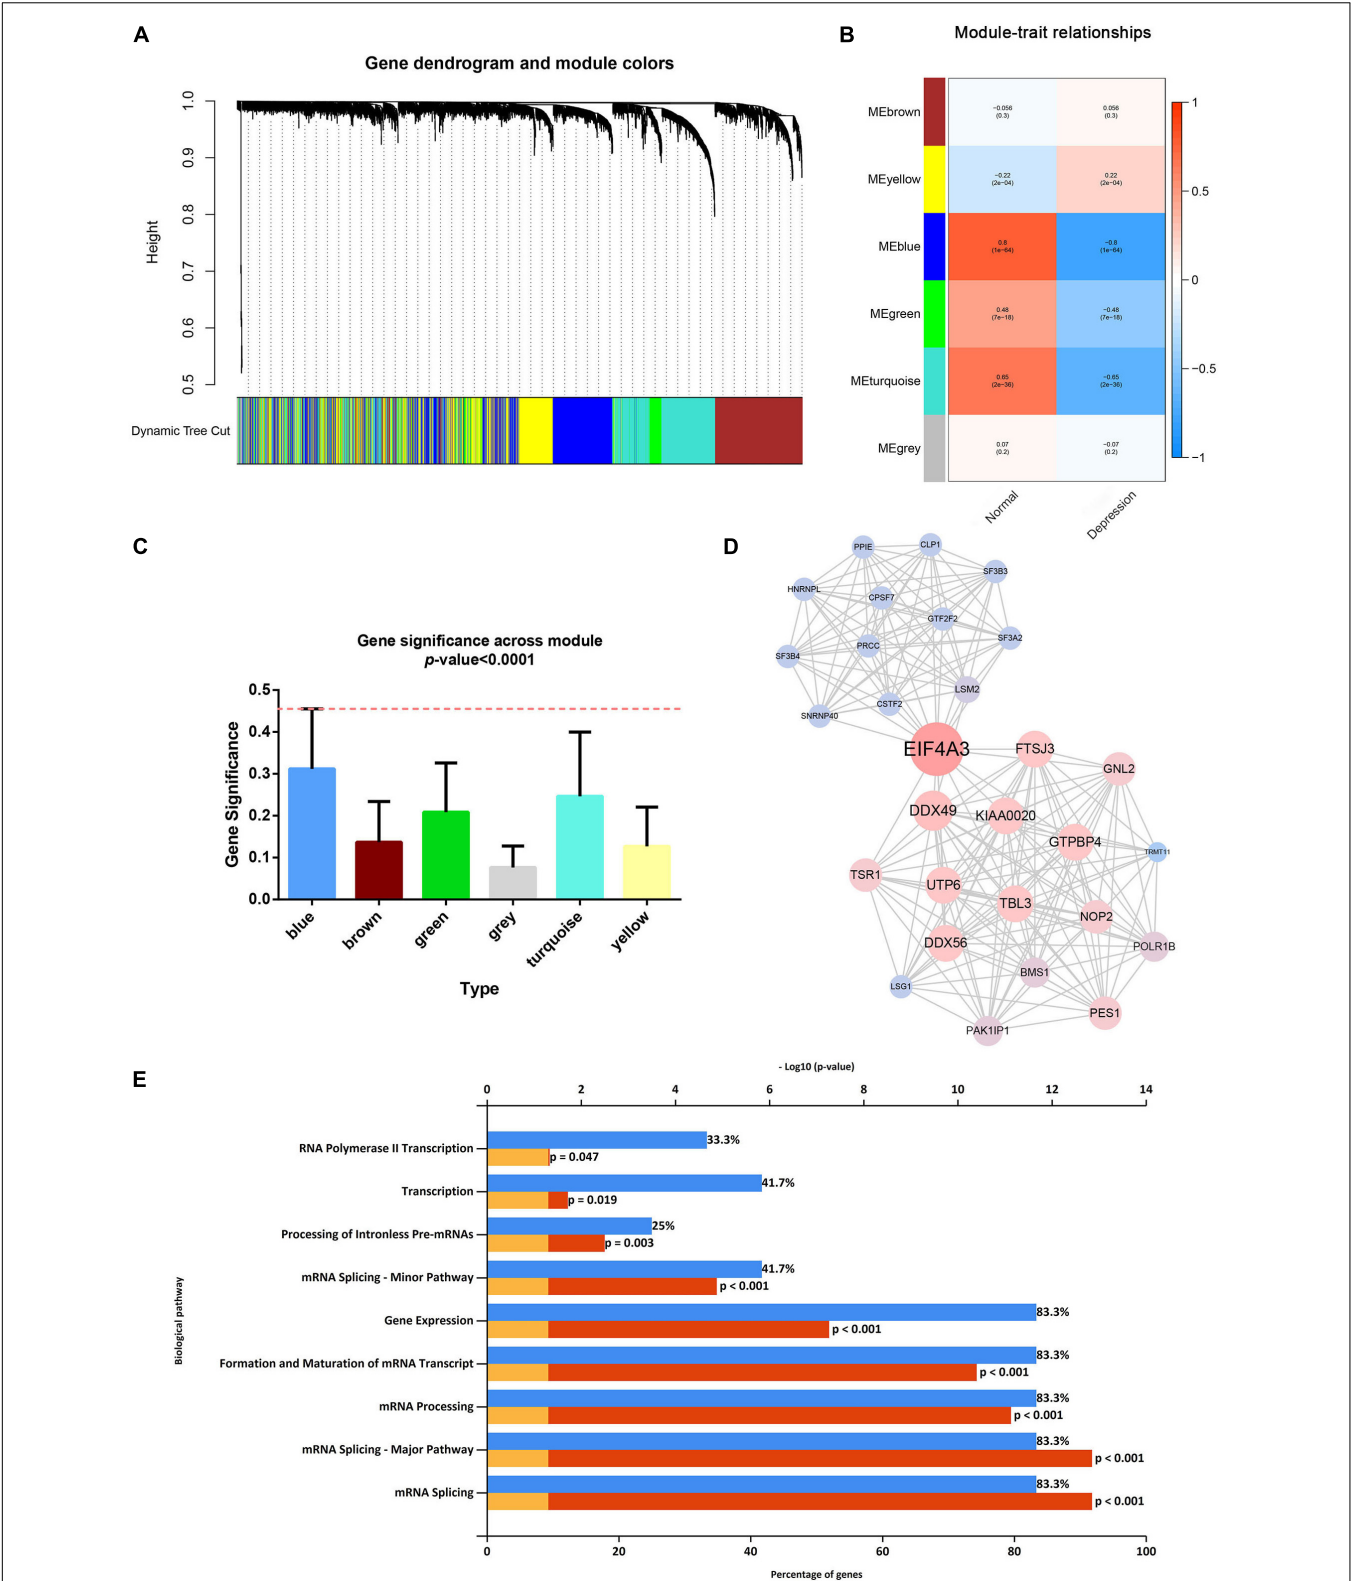 A
Gene dendrogram and module colors
Height
1.0
0.9
0.8
0.7
0.6
0.5
Dynamic Tree Cut
B
Module-trait relationships
MEbrown
−0.056
(0.3)
0.056
(0.3)
MEyellow
−0.22
(2e−04)
0.22
(2e−04)
MEblue
0.8
(1e−64)
−0.8
(1e−64)
MEgreen
0.48
(7e−18)
−0.48
(7e−18)
MEturquoise
0.65
(2e−36)
−0.65
(2e−36)
MEgrey
0.07
(0.2)
−0.07
(0.2)
Normal
Depression
1
0.5
0
−0.5
−1
C
Gene significance across module
p-value<0.0001
Gene Significance
0.5
0.4
0.3
0.2
0.1
0.0
blue
brown
green
grey
turquoise
yellow
Type
D
PPIE
CLP1
SF3B3
HNRNPL
CPSF7
GTF2F2
SF3A2
PRCC
SF3B4
LSM2
CSTF2
SNRNP40
EIF4A3
FTSJ3
GNL2
DDX49
KIAA0020
GTPBP4
TRMT11
TSR1
UTP6
TBL3
NOP2
DDX56
POLR1B
BMS1
LSG1
PES1
PAK1IP1
E
- Log10 (p-value)
0 2 4 6 8 10 12 14
Biological pathway
RNA Polymerase II Transcription
33.3%
p = 0.047
Transcription
41.7%
p = 0.019
Processing of Intronless Pre-mRNAs
25%
p = 0.003
mRNA Splicing - Minor Pathway
41.7%
p < 0.001
Gene Expression
83.3%
p < 0.001
Formation and Maturation of mRNA Transcript
83.3%
p < 0.001
mRNA Processing
83.3%
p < 0.001
mRNA Splicing - Major Pathway
83.3%
p < 0.001
mRNA Splicing
83.3%
p < 0.001
0 20 40 60 80 100
Percentage of genes